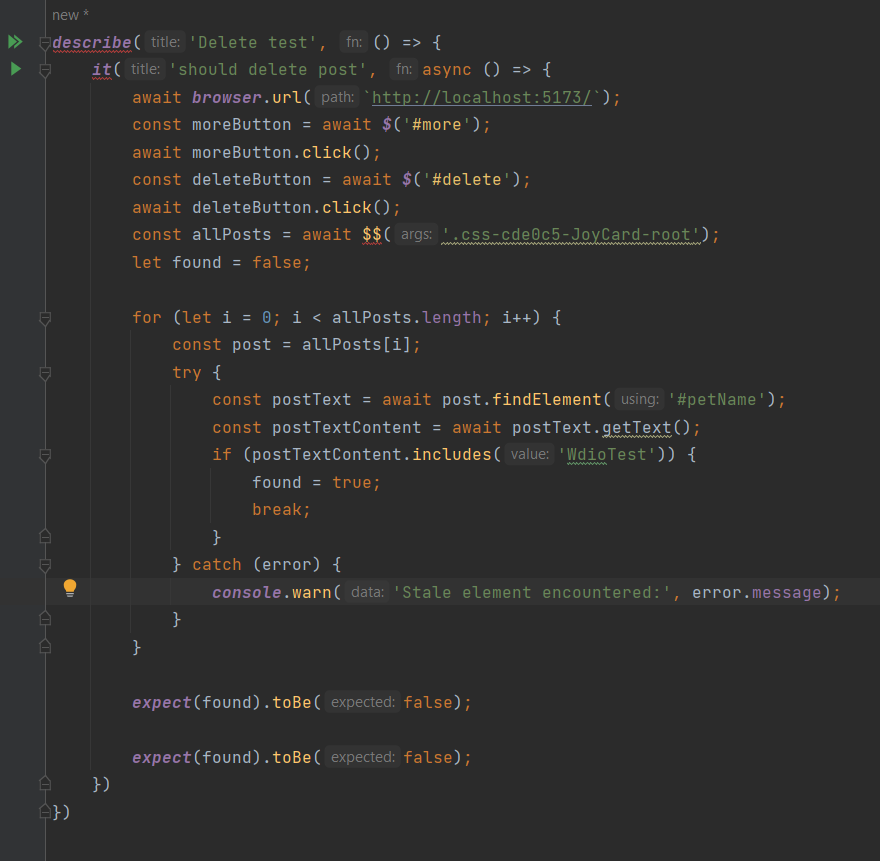 new *
describe( title: 'Delete test', fn: () => {
it( title: 'should delete post', fn: async () => {
await browser.url( path: `http://localhost:5173/`);
const moreButton = await $('#more');
await moreButton.click();
const deleteButton = await $('#delete');
await deleteButton.click();
const allPosts = await $$( args: '.css-cde0c5-JoyCard-root');
let found = false;
for (let i = 0; i < allPosts.length; i++) {
const post = allPosts[i];
try {
const postText = await post.findElement( using: '#petName');
const postTextContent = await postText.getText();
if (postTextContent.includes( value: 'WdioTest')) {
found = true;
break;
}
} catch (error) {
console.warn( data: 'Stale element encountered:', error.message);
}
}
expect(found).toBe( expected: false);
expect(found).toBe( expected: false);
})
})